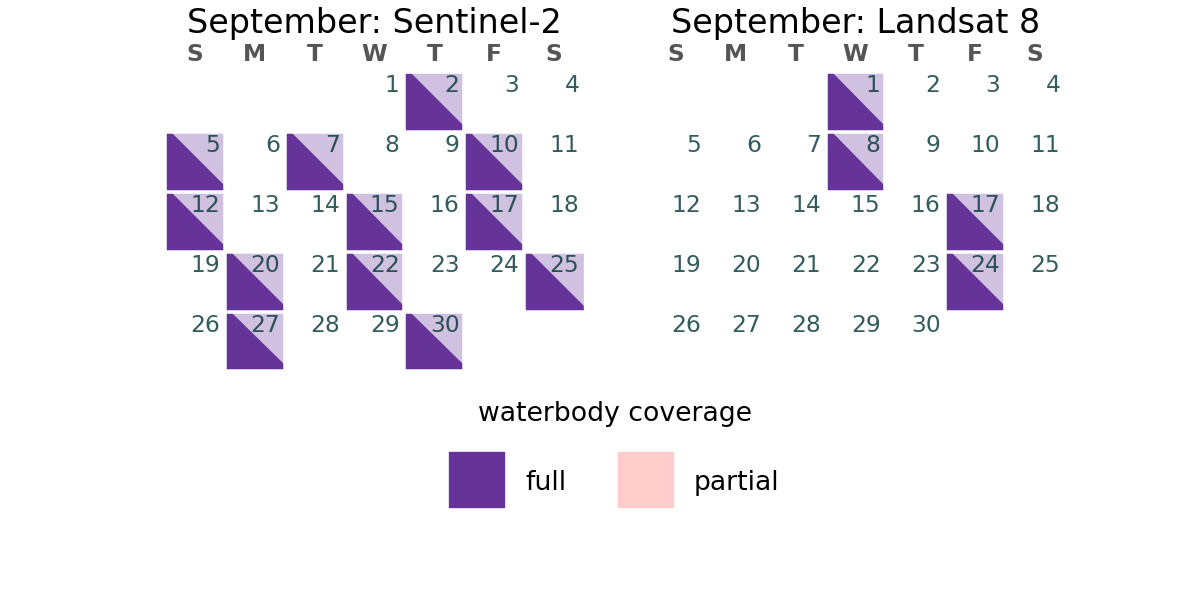 September: Sentinel-2
S M T W T F S
1 2 3 4
5 6 7 8 9 10 11
12 13 14 15 16 17 18
19 20 21 22 23 24 25
26 27 28 29 30
September: Landsat 8
S M T W T F S
1 2 3 4
5 6 7 8 9 10 11
12 13 14 15 16 17 18
19 20 21 22 23 24 25
26 27 28 29 30
waterbody coverage
full partial